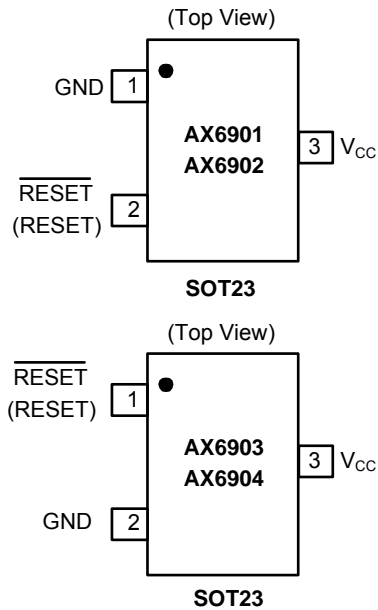 (Top View)
GND 1
AX6901
AX6902
3 VCC
RESET
(RESET)
2
SOT23
(Top View)
RESET
(RESET)
1
AX6903
AX6904
3 VCC
GND 2
SOT23